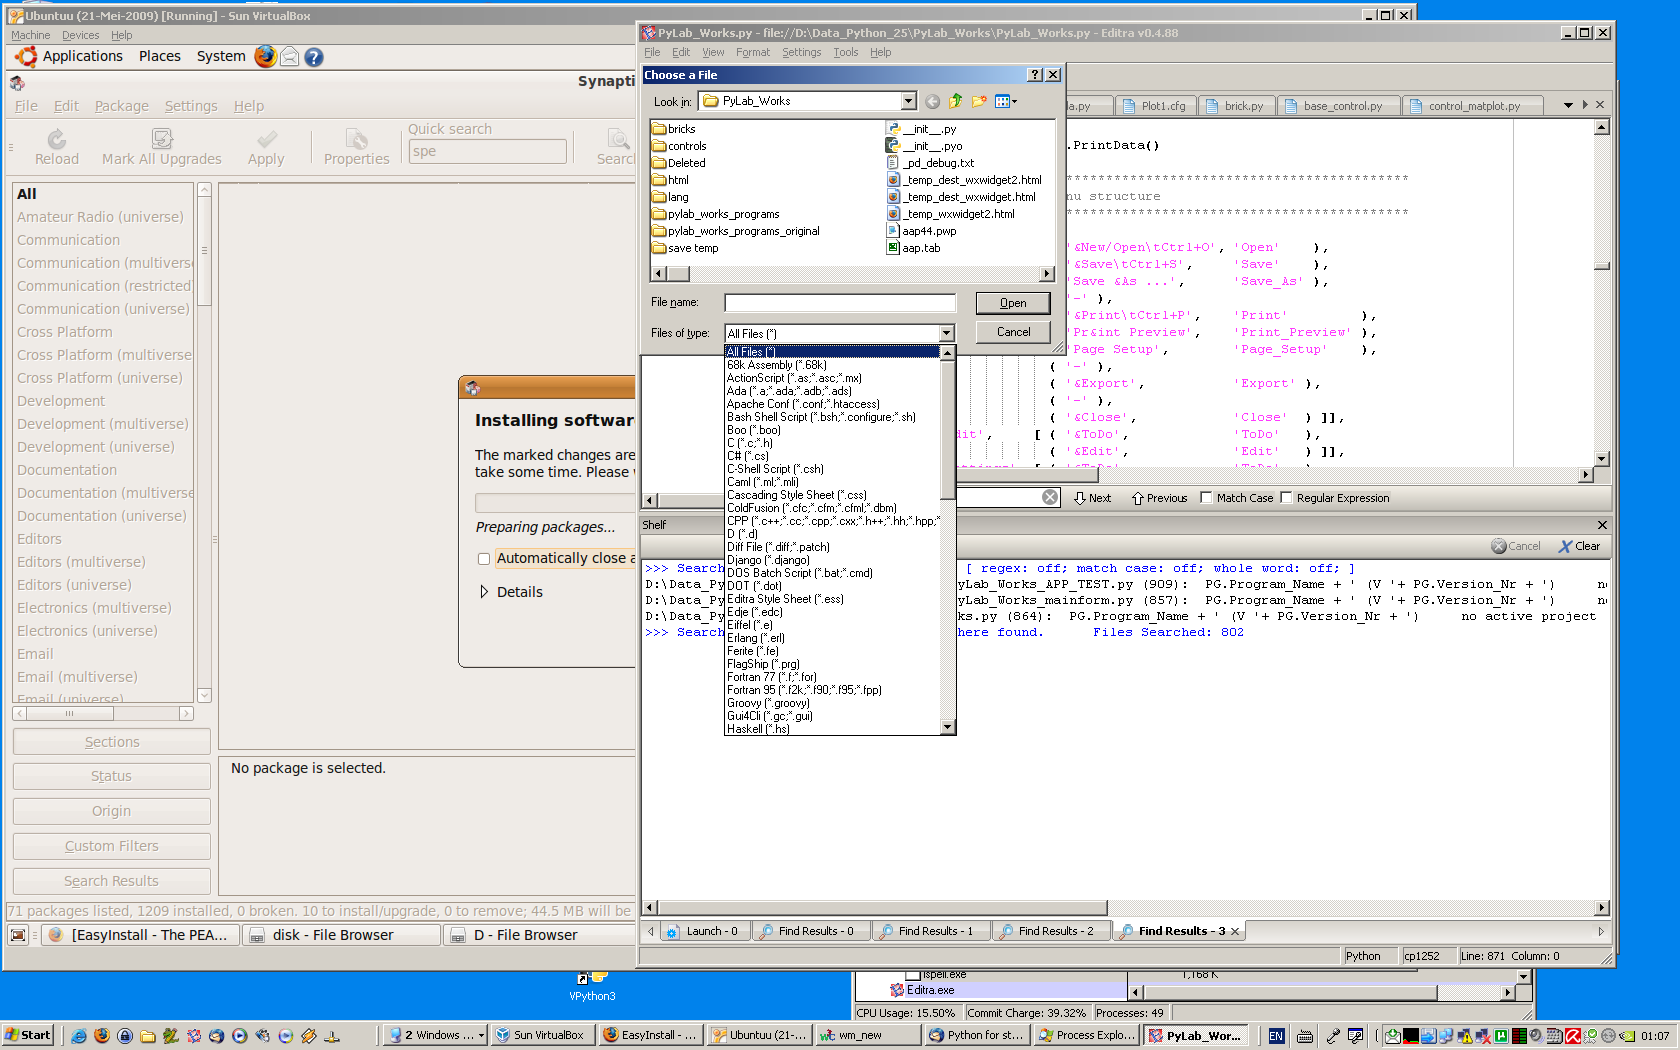 Ubuntuu (21-Mei-2009) [Running] - Sun VirtualBox
Machine Devices Help
Applications Places System
Synapti
File Edit Package Settings Help
Reload Mark All Upgrades Apply Properties
Quick search
spe
Searc
All
Amateur Radio (universe)
Communication
Communication (multivers
Communication (restricted
Communication (universe)
Cross Platform
Cross Platform (multiverse
Cross Platform (universe)
Development
Development (multiverse)
Development (universe)
Documentation
Documentation (multiverse
Documentation (universe)
Editors
Editors (multiverse)
Editors (universe)
Electronics (multiverse)
Electronics (universe)
Email
Email (multiverse)
Email (universe)
Sections
Status
Origin
Custom Filters
Search Results
Installing softwar
The marked changes are
take some time. Please
Preparing packages...
Automatically close a
Details
No package is selected.
71 packages listed, 1209 installed, 0 broken. 10 to install/upgrade, 0 to remove; 44.5 MB will be
[EasyInstall - The PEA... disk - File Browser D - File Browser
PyLab_Works.py - file://D:\Data_Python_25\PyLab_Works\PyLab_Works.py - Editra v0.4.88
File Edit View Format Settings Tools Help
Choose a File
Look in: PyLab_Works
bricks
controls
Deleted
html
lang
pylab_works_programs
pylab_works_programs_original
save temp
__init__.py
__init__.pyo
_pd_debug.txt
_temp_dest_wxwidget2.html
_temp_dest_wxwidget.html
_temp_wxwidget2.html
aap44.pwp
aap.tab
File name: Open
Files of type: All Files (*) Cancel
All Files (*)
68k Assembly (*.68k)
ActionScript (*.as;*.asc;*.mx)
Ada (*.a;*.ada;*.adb;*.ads)
Apache Conf (*.conf;*.htaccess)
Bash Shell Script (*.bsh;*.configure;*.sh)
Boo (*.boo)
C (*.c;*.h)
C# (*.cs)
C-Shell Script (*.csh)
Caml (*.ml;*.mli)
Cascading Style Sheet (*.css)
ColdFusion (*.cfc;*.cfm;*.cfml;*.dbm)
CPP (*.c++;*.cc;*.cpp;*.cxx;*.h++;*.hh;*.hpp;*
D (*.d)
Diff File (*.diff;*.patch)
Django (*.django)
DOS Batch Script (*.bat;*.cmd)
DOT (*.dot)
Editra Style Sheet (*.ess)
Edje (*.edc)
Eiffel (*.e)
Erlang (*.erl)
Ferite (*.fe)
FlagShip (*.prg)
Fortran 77 (*.f;*.for)
Fortran 95 (*.f2k;*.f90;*.f95;*.fpp)
Groovy (*.groovy)
Gui4Cli (*.gc;*.gui)
Haskell (*.hs)
la.py Plot1.cfg brick.py base_control.py control_matplot.py
.PrintData()
******************************************
nu structure
******************************************
'&New/Open\tCtrl+O', 'Open' ),
'&Save\tCtrl+S', 'Save' ),
'Save &As ...', 'Save_As' ),
'-' ),
'&Print\tCtrl+P', 'Print' ),
'Pr&int Preview', 'Print_Preview' ),
'Page Setup', 'Page_Setup' ),
( '-' ),
( '&Export', 'Export' ),
( '-' ),
( '&Close', 'Close' ) ]],
dit', [ ( '&ToDo', 'ToDo' ),
( '&Edit', 'Edit' ) ]],
Next Previous Match Case Regular Expression
Shelf
Cancel Clear
>>> Searc [ regex: off; match case: off; whole word: off; ]
D:\Data_Py yLab_Works_APP_TEST.py (909): PG.Program_Name + ' (V '+ PG.Version_Nr + ') no
D:\Data_Py yLab_Works_mainform.py (857): PG.Program_Name + ' (V '+ PG.Version_Nr + ') no
D:\Data_Py ks.py (864): PG.Program_Name + ' (V '+ PG.Version_Nr + ') no active project
>>> Searc here found. Files Searched: 802
Launch - 0 Find Results - 0 Find Results - 1 Find Results - 2 Find Results - 3
Python cp1252 Line: 871 Column: 0
VPython3
ispell.exe 1,168 K
Editra.exe
CPU Usage: 15.50% Commit Charge: 39.32% Processes: 49
Start 2 Windows ... Sun VirtualBox EasyInstall - ... Ubuntuu (21-... wm_new Python for st... Process Explo... PyLab_Wor... EN 01:07